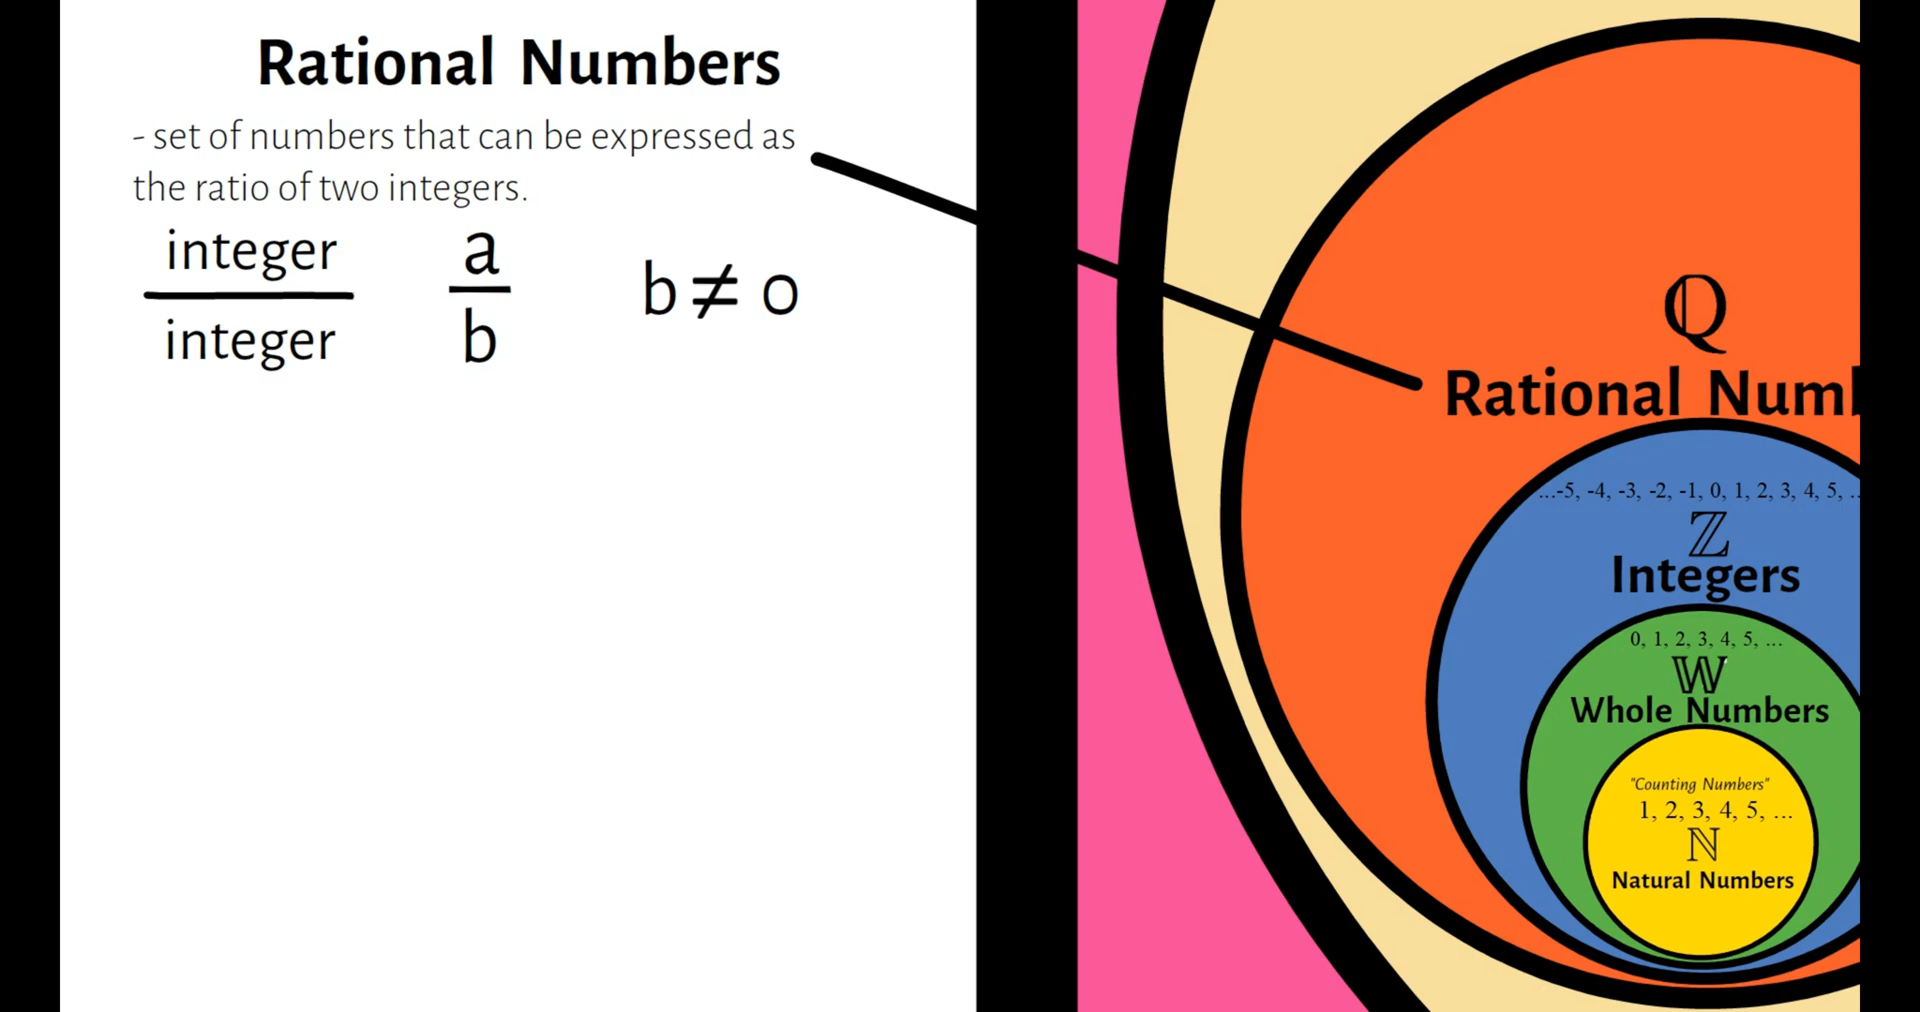 Rational Numbers
- set of numbers that can be expressed as
the ratio of two integers.
integer
integer
a
b
b ≠ 0
ℚ
Rational Numb
...-5, -4, -3, -2, -1, 0, 1, 2, 3, 4, 5, ..
ℤ
Integers
0, 1, 2, 3, 4, 5, ...
𝕎
Whole Numbers
"Counting Numbers"
1, 2, 3, 4, 5, ...
ℕ
Natural Numbers